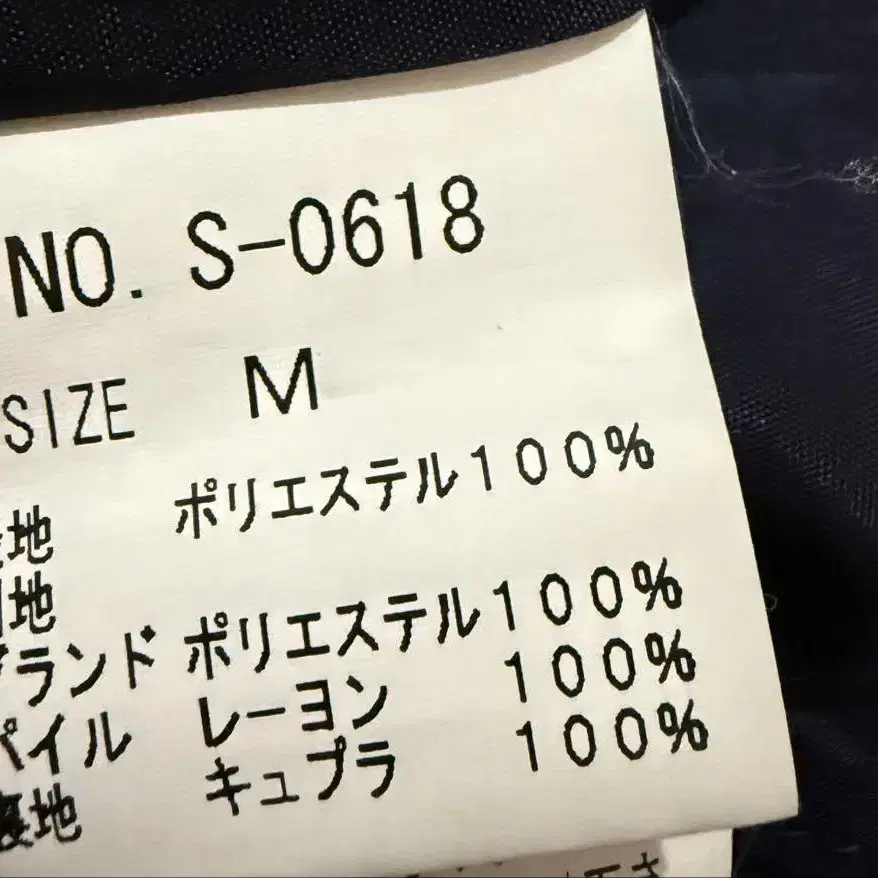 NO. S-0618
SIZE M
地 ポリエステル100%
地
グランド ポリエステル100%
パイル レーヨン 100%
裏地 キュプラ 100%